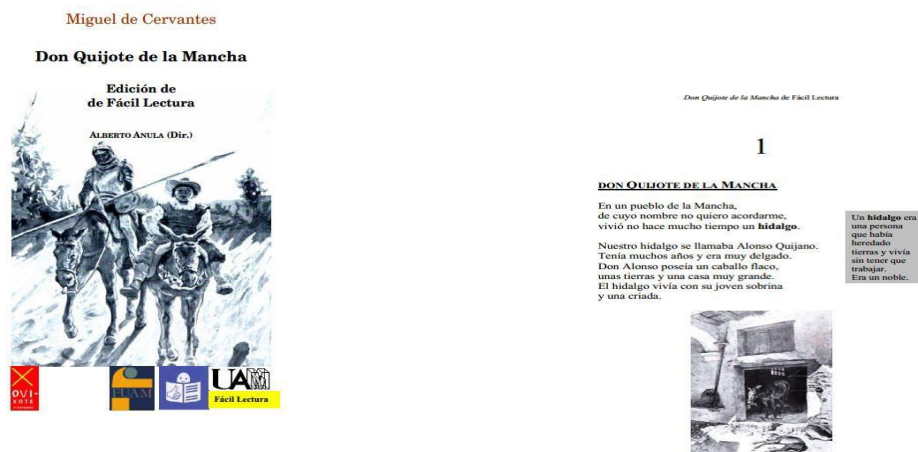 Miguel de Cervantes
Don Quijote de la Mancha
Edición de
de Fácil Lectura
ALBERTO ANULA (Dir.)
QVI-
XOTE
FUAM
UAM
Fácil Lectura
Don Quijote de la Mancha de Fácil Lectura
1
DON QUIJOTE DE LA MANCHA
En un pueblo de la Mancha,
de cuyo nombre no quiero acordarme,
vivió no hace mucho tiempo un hidalgo.
Nuestro hidalgo se llamaba Alonso Quijano.
Tenía muchos años y era muy delgado.
Don Alonso poseía un caballo flaco,
unas tierras y una casa muy grande.
El hidalgo vivía con su joven sobrina
y una criada.
Un hidalgo era
una persona
que había
heredado
tierras y vivía
sin tener que
trabajar.
Era un noble.